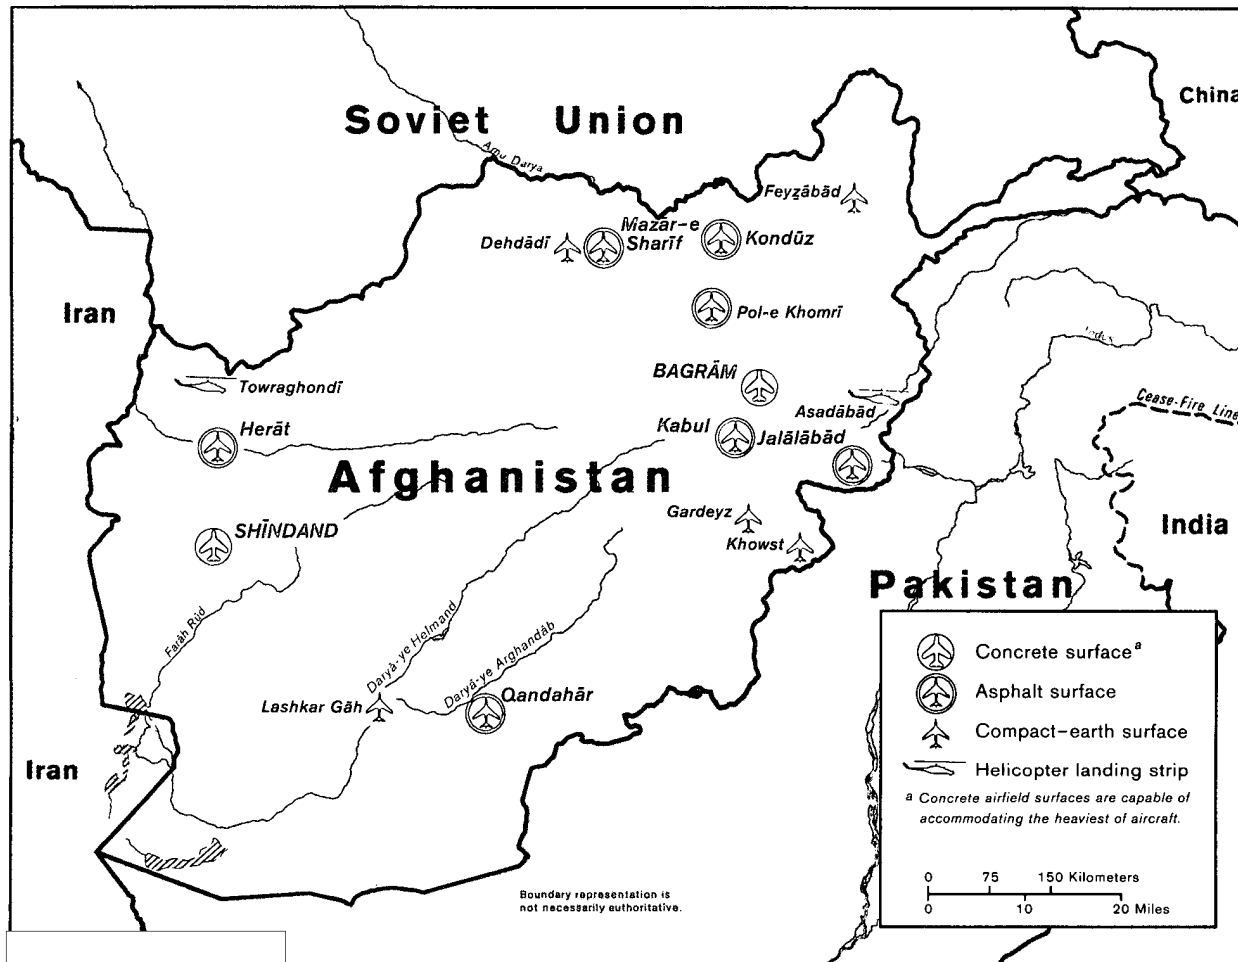 China
Soviet Union
Amu Darya
Feyẕābād
Mazār-e
Sharīf
Dehdādī
Kondūz
Iran
Pol-e Khomrī
Indus
BAGRĀM
Towraghondī
Asadābād
Cease-Fire Line
Herāt
Kabul
Jalālābād
Afghanistan
Gardeyz
India
SHĪNDAND
Khowst
Pakistan
Farāh Rūd
Daryā-ye Helmand
Daryā-ye Arghandāb
Lashkar Gāh
Qandahār
Iran
Concrete surface a
Asphalt surface
Compact-earth surface
Helicopter landing strip
a Concrete airfield surfaces are capable of
accommodating the heaviest of aircraft.
0 75 150 Kilometers
0 10 20 Miles
Boundary representation is
not necessarily authoritative.